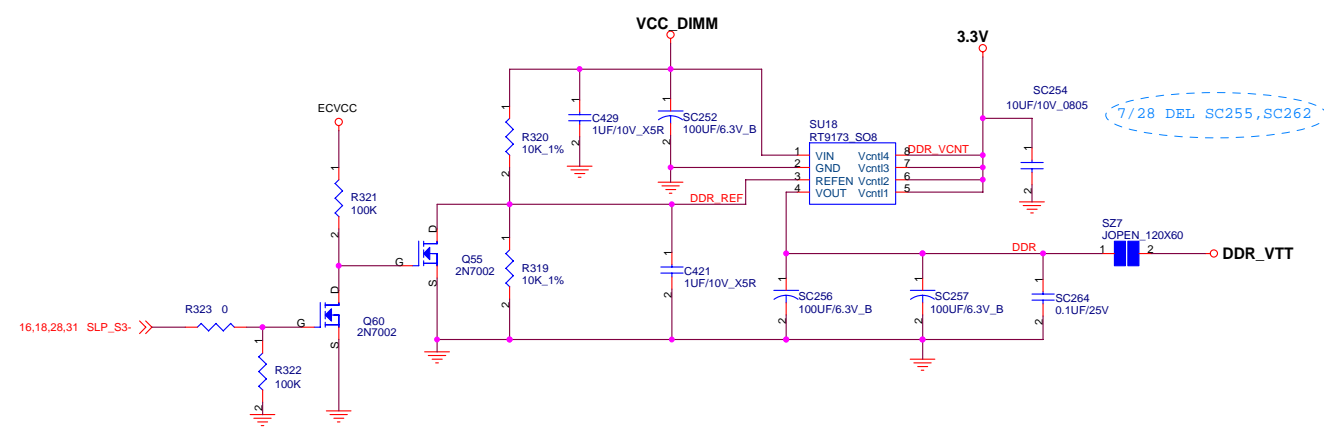 VCC_DIMM
3.3V
ECVCC
SC254
10UF/10V_0805
7/28 DEL SC255,SC262
1
R320
10K_1%
2
1
C429
1UF/10V_X5R
2
1
SC252
100UF/6.3V_B
2
SU18
RT9173_SO8
1 VIN Vcntl4 8 DDR_VCNT
2 GND Vcntl3 7
3 REFEN Vcntl2 6
4 VOUT Vcntl1 5
1
2
1
R321
100K
2
DDR_REF
D
G
S
Q55
2N7002
1
R319
10K_1%
2
1
C421
1UF/10V_X5R
2
DDR
SZ7
JOPEN_120X60
1 2
DDR_VTT
1
SC256
100UF/6.3V_B
2
1
SC257
100UF/6.3V_B
2
1
SC264
0.1UF/25V
2
16,18,28,31 SLP_S3-
R323 0
D
G
S
Q60
2N7002
1
R322
100K
2